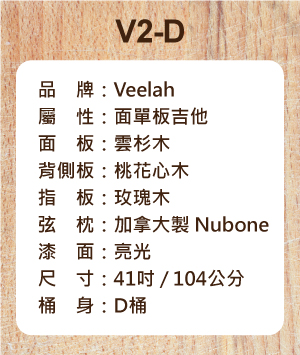 V2-D
品　牌：Veelah
屬　性：面單板吉他
面　板：雲杉木
背側板：桃花心木
指　板：玫瑰木
弦　枕：加拿大製 Nubone
漆　面：亮光
尺　寸：41吋 / 104公分
桶　身：D桶